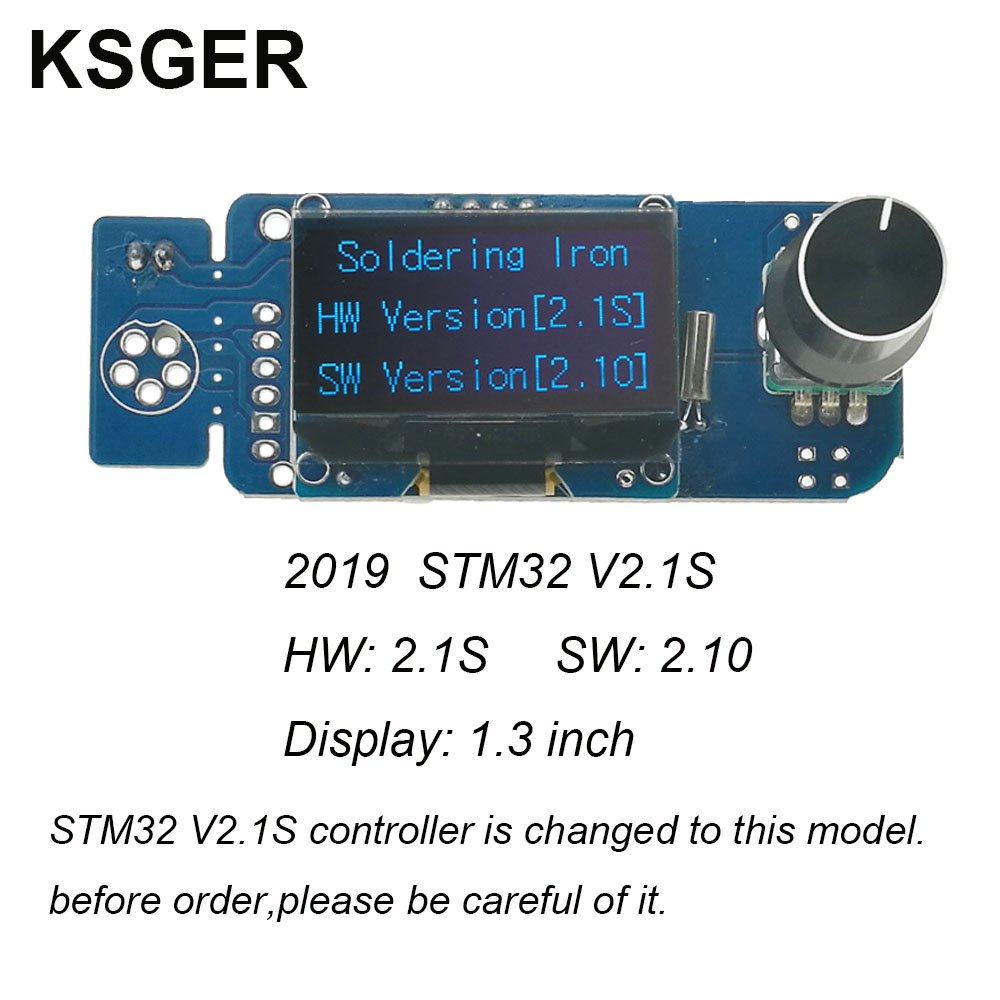 KSGER
Soldering Iron
HW Version[2.1S]
SW Version[2.10]
2019 STM32 V2.1S
HW: 2.1S SW: 2.10
Display: 1.3 inch
STM32 V2.1S controller is changed to this model.
before order,please be careful of it.